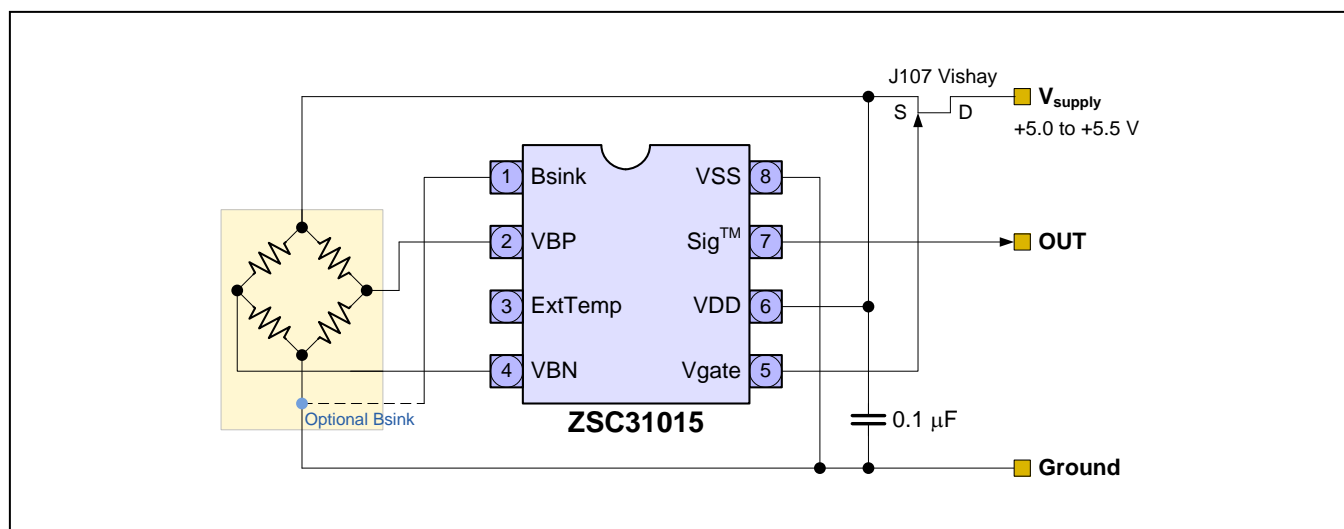 J107 Vishay
S
D
Vsupply
+5.0 to +5.5 V
1
Bsink
VSS
8
2
VBP
Sig™
7
OUT
3
ExtTemp
VDD
6
4
VBN
Vgate
5
Optional Bsink
ZSC31015
0.1 μF
Ground